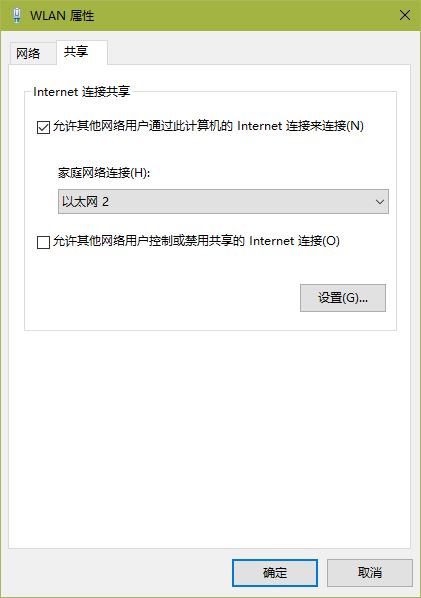 WLAN 属性
网络
共享
Internet 连接共享
允许其他网络用户通过此计算机的 Internet 连接来连接(N)
家庭网络连接(H):
以太网 2
允许其他网络用户控制或禁用共享的 Internet 连接(O)
设置(G)...
确定
取消